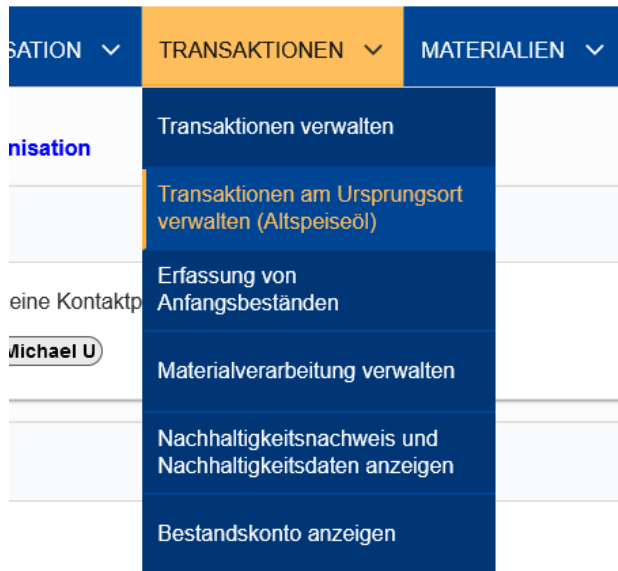 SATION TRANSAKTIONEN MATERIALIEN
nisation
Transaktionen verwalten
Transaktionen am Ursprungsort
verwalten (Altspeiseöl)
eine Kontaktp
Michael U
Erfassung von
Anfangsbeständen
Materialverarbeitung verwalten
Nachhaltigkeitsnachweis und
Nachhaltigkeitsdaten anzeigen
Bestandskonto anzeigen